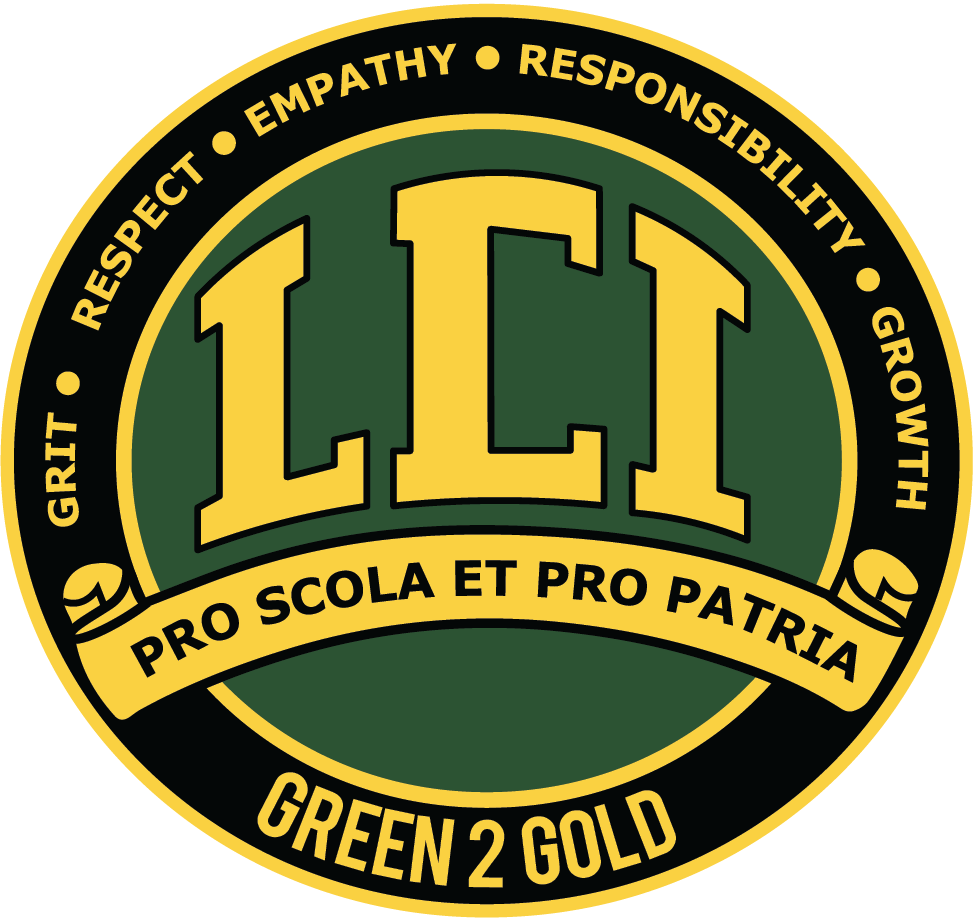 GRIT • RESPECT • EMPATHY • RESPONSIBILITY • GROWTH
LCI
PRO SCOLA ET PRO PATRIA
GREEN 2 GOLD